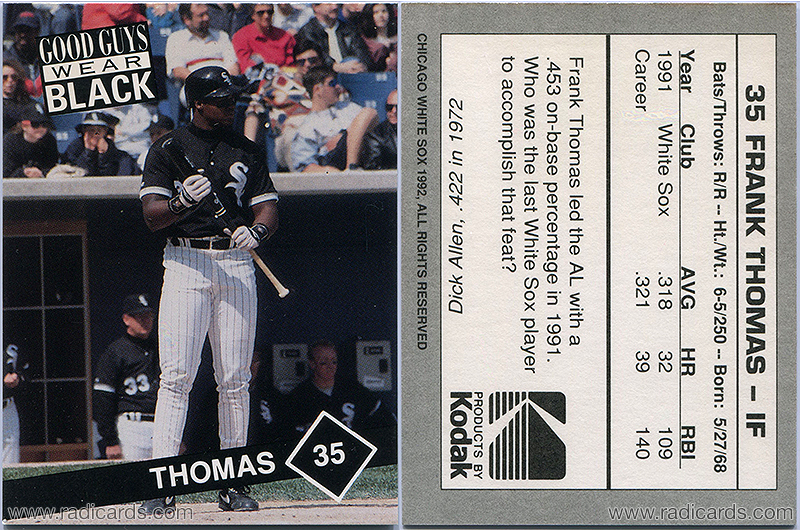 GOOD GUYS
WEAR
BLACK
33
THOMAS
35
www.radicards.com
CHICAGO WHITE SOX 1992, ALL RIGHTS RESERVED
35 FRANK THOMAS – IF
Bats/Throws: R/R -- Ht./Wt.: 6-5/250 -- Born: 5/27/68
Year Club AVG HR RBI
1991 White Sox .318 32 109
Career .321 39 140
Frank Thomas led the AL with a
.453 on-base percentage in 1991.
Who was the last White Sox player
to accomplish that feat?
Dick Allen, .422 in 1972
PRODUCTS BY
Kodak
www.radicards.com